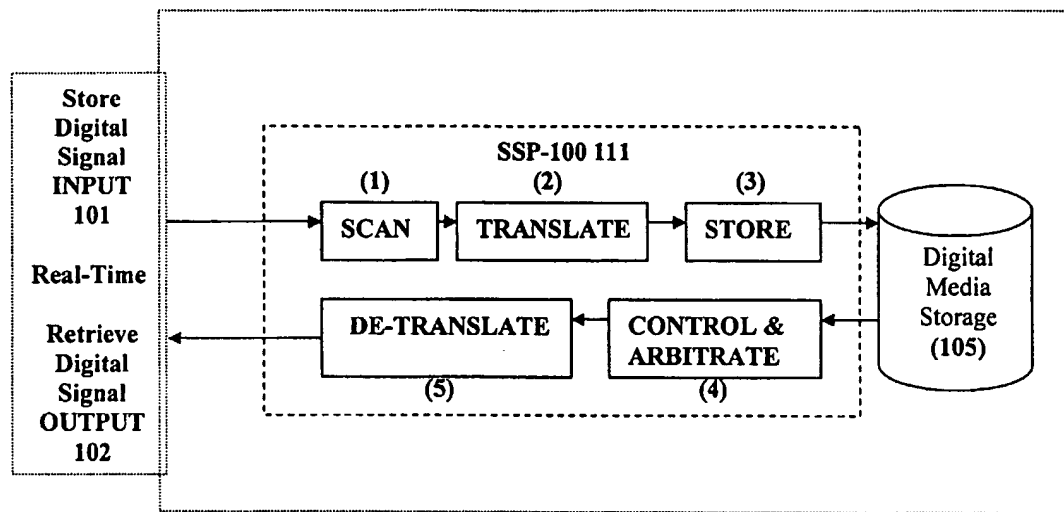 Store
Digital
Signal
INPUT
101
Real-Time
Retrieve
Digital
Signal
OUTPUT
102
SSP-100 111
(1)
(2)
(3)
SCAN
TRANSLATE
STORE
DE-TRANSLATE
CONTROL &
ARBITRATE
(5)
(4)
Digital
Media
Storage
(105)